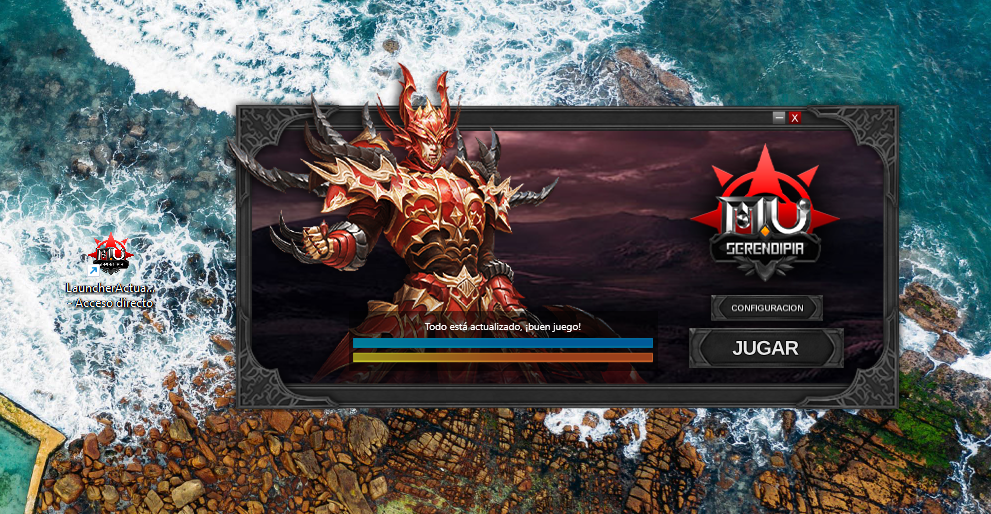 X
MU
SERENDIPIA
LauncherActua...
- Acceso directo
CONFIGURACION
Todo está actualizado, ¡buen juego!
JUGAR